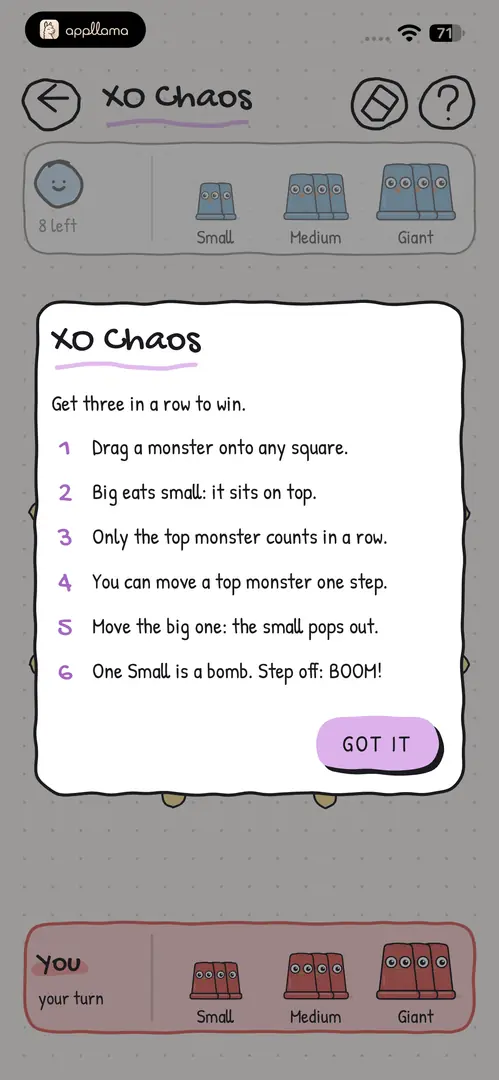 appllama
71
XO Chaos
8 left
Small
Medium
Giant
XO Chaos
Get three in a row to win.
1 Drag a monster onto any square.
2 Big eats small: it sits on top.
3 Only the top monster counts in a row.
4 You can move a top monster one step.
5 Move the big one: the small pops out.
6 One Small is a bomb. Step off: BOOM!
GOT IT
You
your turn
Small
Medium
Giant